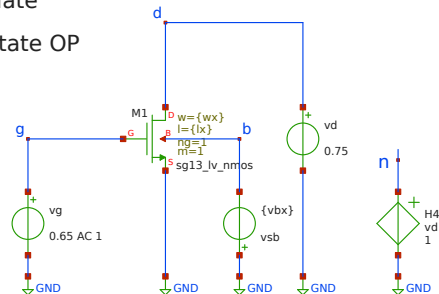 ate
tate OP
d
M1
D
w={wx}
l={lx}
ng=1
m=1
G
B
S
sg13_lv_nmos
g
b
n
vd
0.75
vg
0.65 AC 1
{vbx}
vsb
H4
vd
1
GND
GND
GND
GND
GND